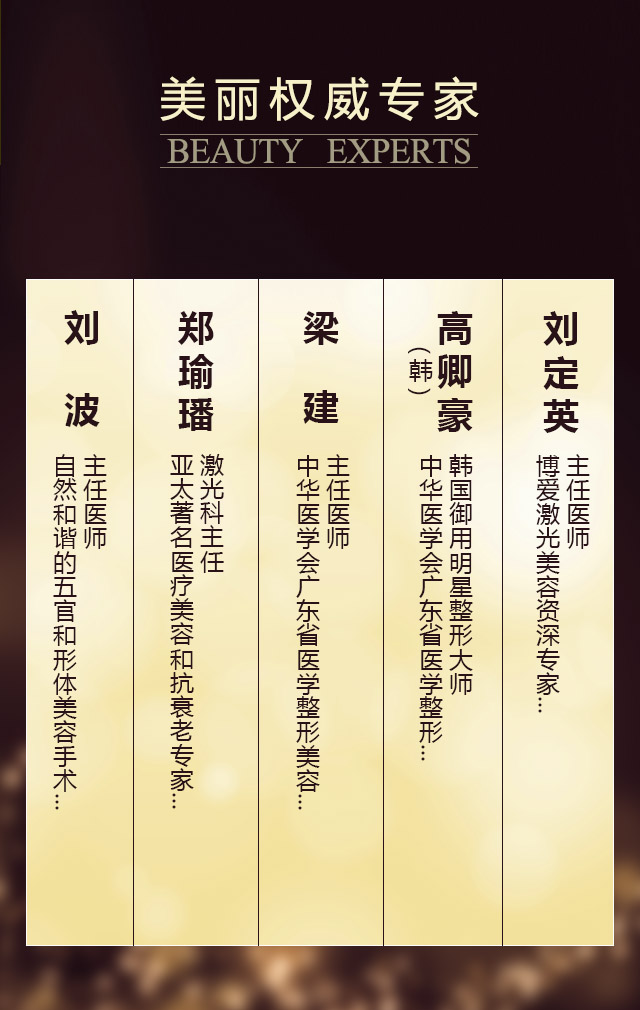 美丽权威专家
BEAUTY EXPERTS
刘定英
主任医师
博爱激光美容资深专家...
高卿豪
(韩)
韩国御用明星整形大师
中华医学会广东省医学整形...
梁建
主任医师
中华医学会广东省医学整形美容...
郑瑜璠
激光科主任
亚太著名医疗美容和抗衰老专家...
刘波
主任医师
自然和谐的五官和形体美容手术...